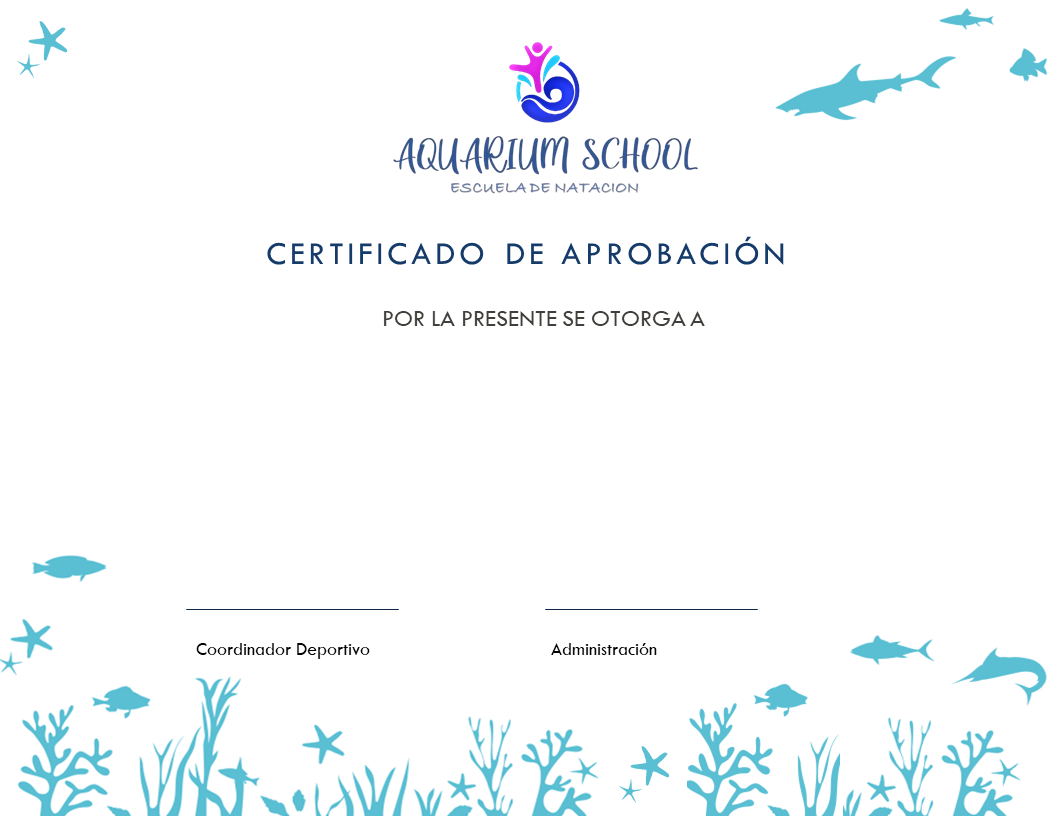 AQUARIUM SCHOOL
ESCUELA DE NATACION
CERTIFICADO DE APROBACIÓN
POR LA PRESENTE SE OTORGA A
Coordinador Deportivo
Administración